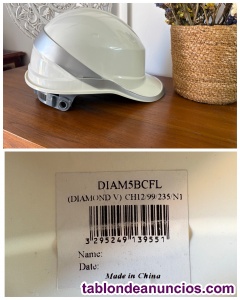 DIAM5BCFL
(DIAMOND V) CH12/99/235/N1
3 295249 139551
Name:
Date:
Made in China
tablondeanuncios.com